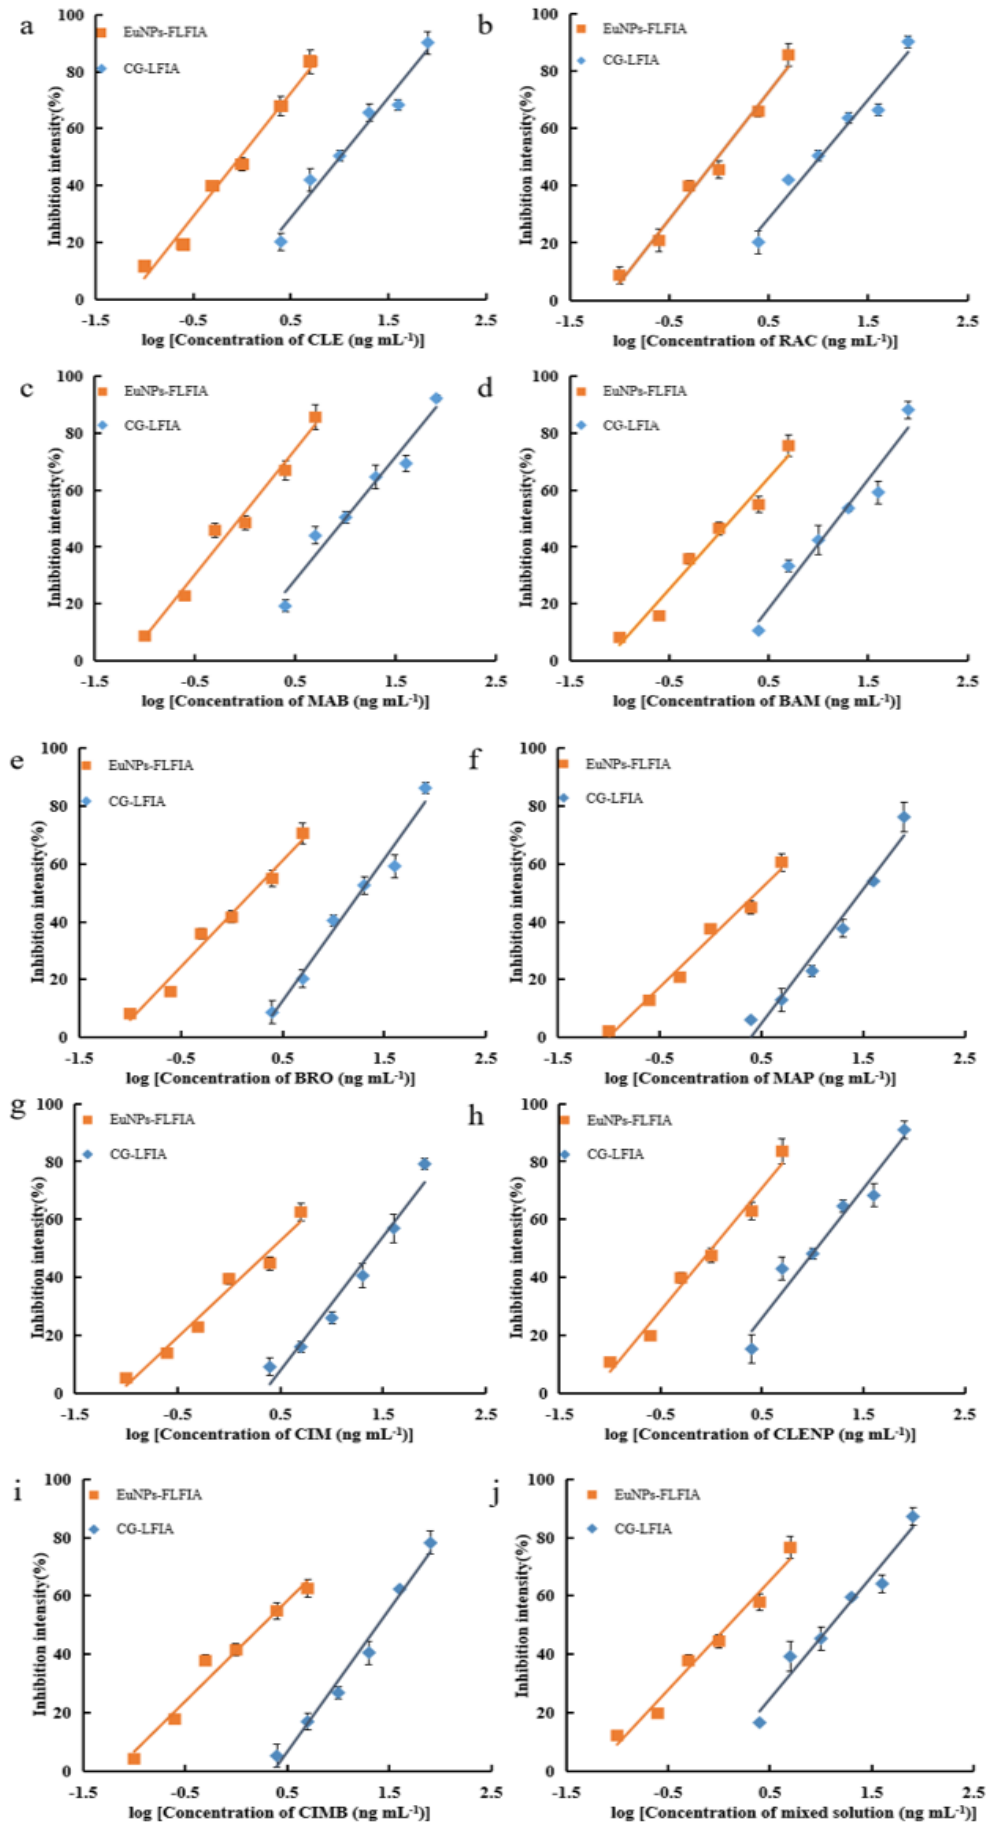 a
EuNPs-FLFIA
CG-LFIA
Inhibition intensity(%)
100
80
60
40
20
0
-1.5 -0.5 0.5 1.5 2.5
log [Concentration of CLE (ng mL⁻¹)]
b
EuNPs-FLFIA
CG-LFIA
Inhibition intensity(%)
100
80
60
40
20
0
-1.5 -0.5 0.5 1.5 2.5
log [Concentration of RAC (ng mL⁻¹)]
c
EuNPs-FLFIA
CG-LFIA
Inhibition intensity(%)
100
80
60
40
20
0
-1.5 -0.5 0.5 1.5 2.5
log [Concentration of MAB (ng mL⁻¹)]
d
EuNPs-FLFIA
CG-LFIA
Inhibition intensity(%)
100
80
60
40
20
0
-1.5 -0.5 0.5 1.5 2.5
log [Concentration of BAM (ng mL⁻¹)]
e
EuNPs-FLFIA
CG-LFIA
Inhibition intensity(%)
100
80
60
40
20
0
-1.5 -0.5 0.5 1.5 2.5
log [Concentration of BRO (ng mL⁻¹)]
f
EuNPs-FLFIA
CG-LFIA
Inhibition intensity(%)
100
80
60
40
20
0
-1.5 -0.5 0.5 1.5 2.5
log [Concentration of MAP (ng mL⁻¹)]
g
EuNPs-FLFIA
CG-LFIA
Inhibition intensity(%)
100
80
60
40
20
0
-1.5 -0.5 0.5 1.5 2.5
log [Concentration of CIM (ng mL⁻¹)]
h
EuNPs-FLFIA
CG-LFIA
Inhibition intensity(%)
100
80
60
40
20
0
-1.5 -0.5 0.5 1.5 2.5
log [Concentration of CLENP (ng mL⁻¹)]
i
EuNPs-FLFIA
CG-LFIA
Inhibition intensity(%)
100
80
60
40
20
0
-1.5 -0.5 0.5 1.5 2.5
log [Concentration of CIMB (ng mL⁻¹)]
j
EuNPs-FLFIA
CG-LFIA
Inhibition intensity(%)
100
80
60
40
20
0
-1.5 -0.5 0.5 1.5 2.5
log [Concentration of mixed solution (ng mL⁻¹)]